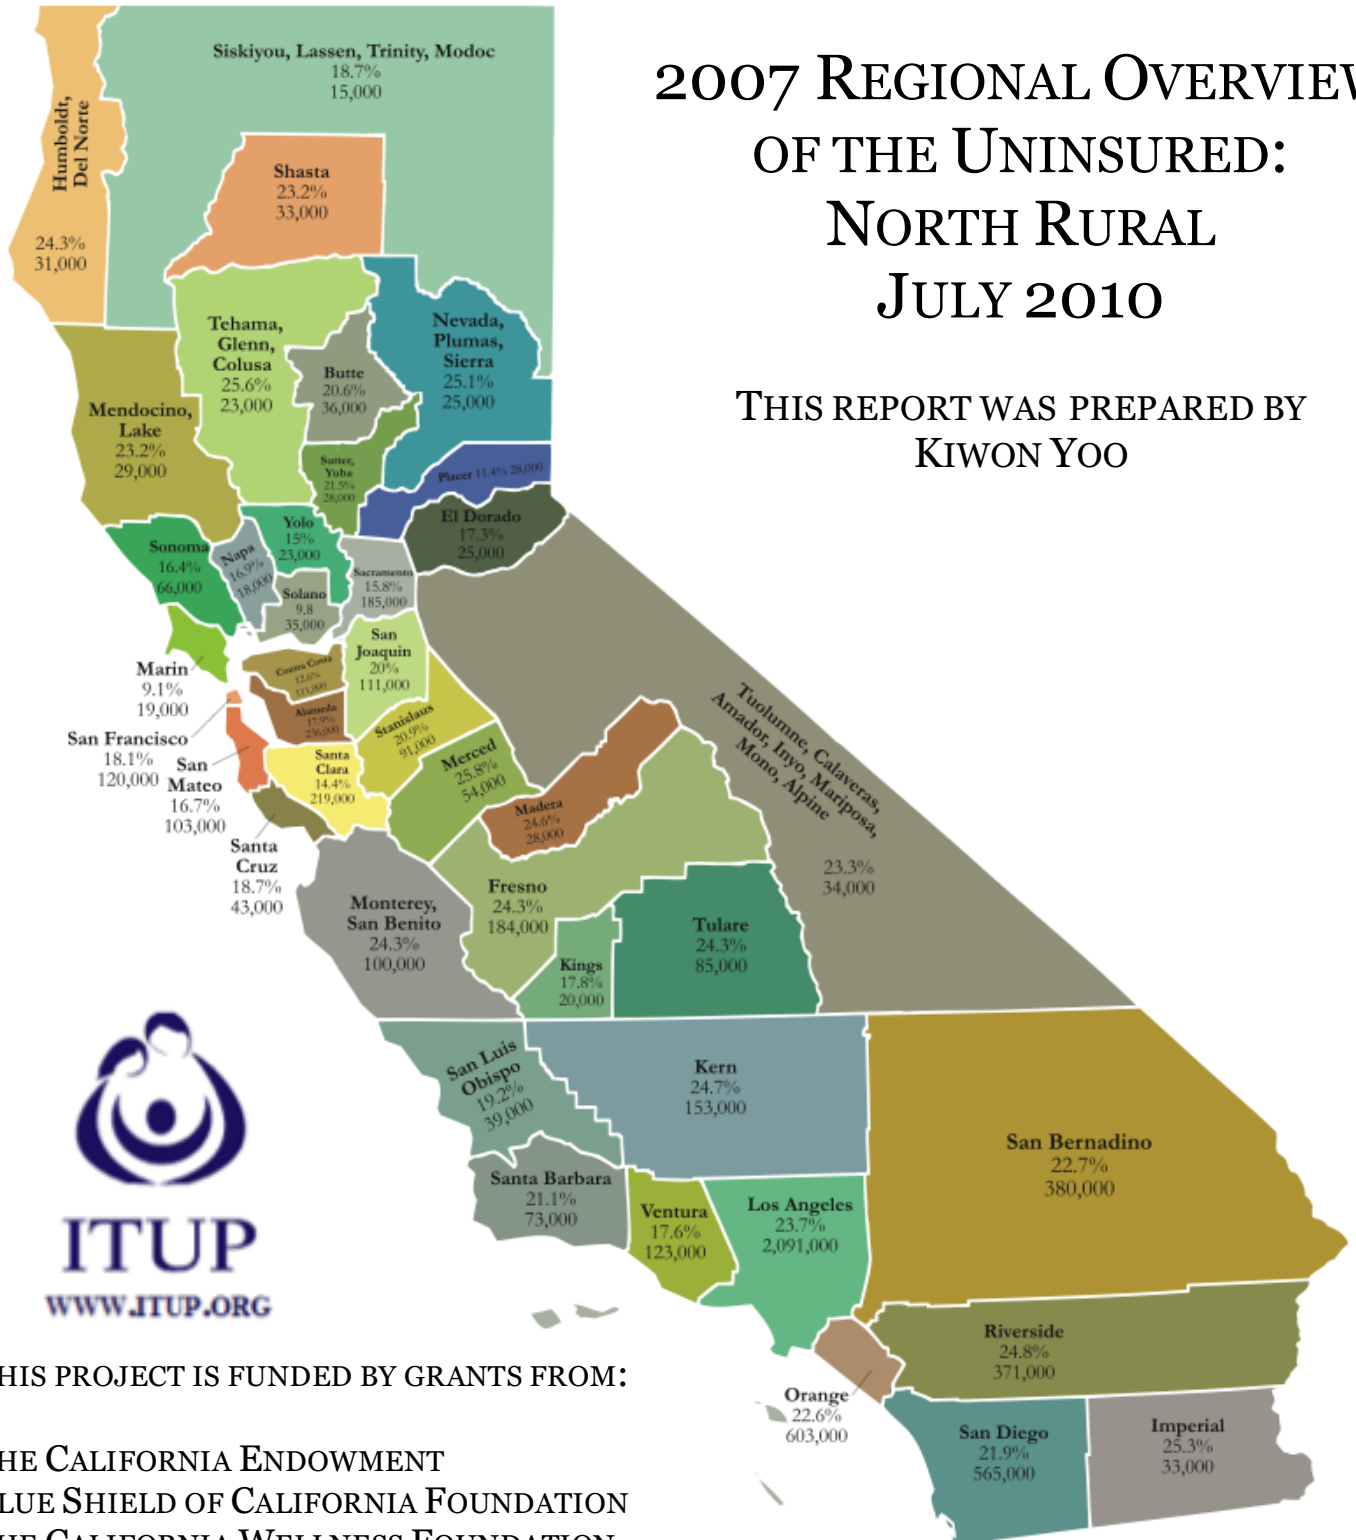 2007 REGIONAL OVERVIEW
OF THE UNINSURED:
NORTH RURAL
JULY 2010
THIS REPORT WAS PREPARED BY
KIWON YOO
Siskiyou, Lassen, Trinity, Modoc
18.7%
15,000
Humboldt,
Del Norte
24.3%
31,000
Shasta
23.2%
33,000
Tehama,
Glenn,
Colusa
25.6%
23,000
Butte
20.6%
36,000
Nevada,
Plumas,
Sierra
25.1%
25,000
Mendocino,
Lake
23.2%
29,000
Sutter,
Yuba
21.5%
28,000
Placer 11.4% 28,000
El Dorado
17.3%
25,000
Yolo
15%
23,000
Sonoma
16.4%
66,000
Napa
16.9%
18,000
Solano
9.8
35,000
Sacramento
15.8%
185,000
San
Joaquin
20%
111,000
Marin
9.1%
19,000
Contra Costa
12.6%
111,000
Alameda
17.9%
230,000
San Francisco
18.1%
120,000
San
Mateo
16.7%
103,000
Santa
Clara
14.4%
219,000
Stanislaus
20.9%
91,000
Merced
25.8%
54,000
Madera
24.6%
28,000
Tuolumne, Calaveras,
Amador, Inyo, Mariposa,
Mono, Alpine
23.3%
34,000
Santa
Cruz
18.7%
43,000
Monterey,
San Benito
24.3%
100,000
Fresno
24.3%
184,000
Kings
17.8%
20,000
Tulare
24.3%
85,000
San Luis
Obispo
19.2%
39,000
Kern
24.7%
153,000
San Bernadino
22.7%
380,000
Santa Barbara
21.1%
73,000
Ventura
17.6%
123,000
Los Angeles
23.7%
2,091,000
Riverside
24.8%
371,000
Orange
22.6%
603,000
San Diego
21.9%
565,000
Imperial
25.3%
33,000
ITUP
WWW.ITUP.ORG
HIS PROJECT IS FUNDED BY GRANTS FROM:
HE CALIFORNIA ENDOWMENT
LUE SHIELD OF CALIFORNIA FOUNDATION
HE CALIFORNIA WELLNESS FOUNDATION